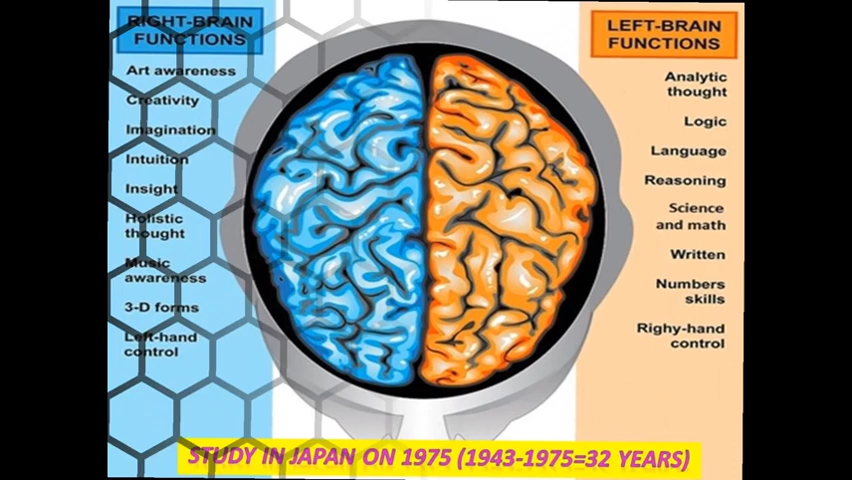 RIGHT-BRAIN
FUNCTIONS
Art awareness
Creativity
Imagination
Intuition
Insight
Holistic
thought
Music
awareness
3-D forms
Left-hand
control
LEFT-BRAIN
FUNCTIONS
Analytic
thought
Logic
Language
Reasoning
Science
and math
Written
Numbers
skills
Righy-hand
control
STUDY IN JAPAN ON 1975 (1943-1975=32 YEARS)